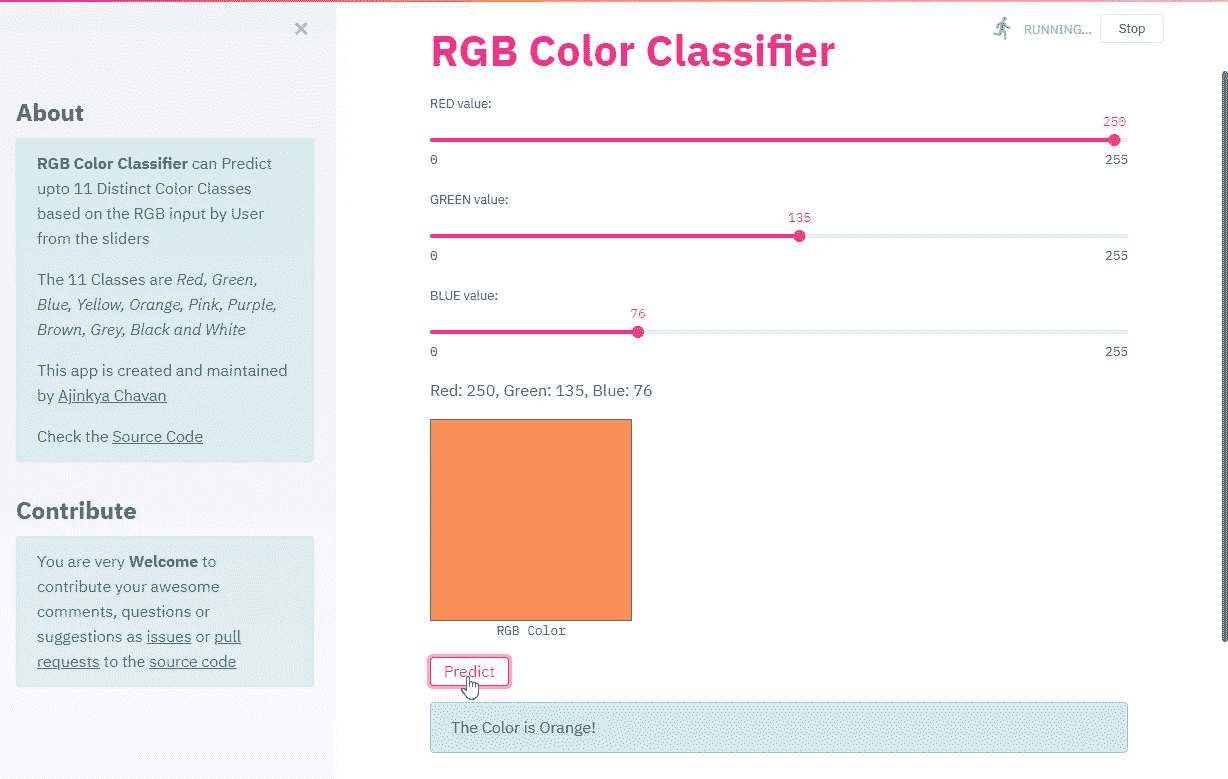 RUNNING...
Stop
About
RGB Color Classifier can Predict
upto 11 Distinct Color Classes
based on the RGB input by User
from the sliders
The 11 Classes are Red, Green,
Blue, Yellow, Orange, Pink, Purple,
Brown, Grey, Black and White
This app is created and maintained
by Ajinkya Chavan
Check the Source Code
Contribute
You are very Welcome to
contribute your awesome
comments, questions or
suggestions as issues or pull
requests to the source code
RGB Color Classifier
RED value:
250
0 255
GREEN value:
135
0 255
BLUE value:
76
0 255
Red: 250, Green: 135, Blue: 76
RGB Color
Predict
The Color is Orange!